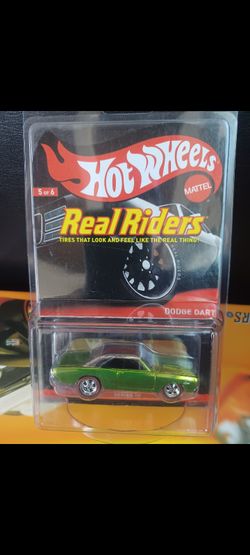 HOT WHEELS
MATTEL
5 OF 6
Real Riders
TIRES THAT LOOK AND FEEL LIKE THE REAL THING!
DODGE DART